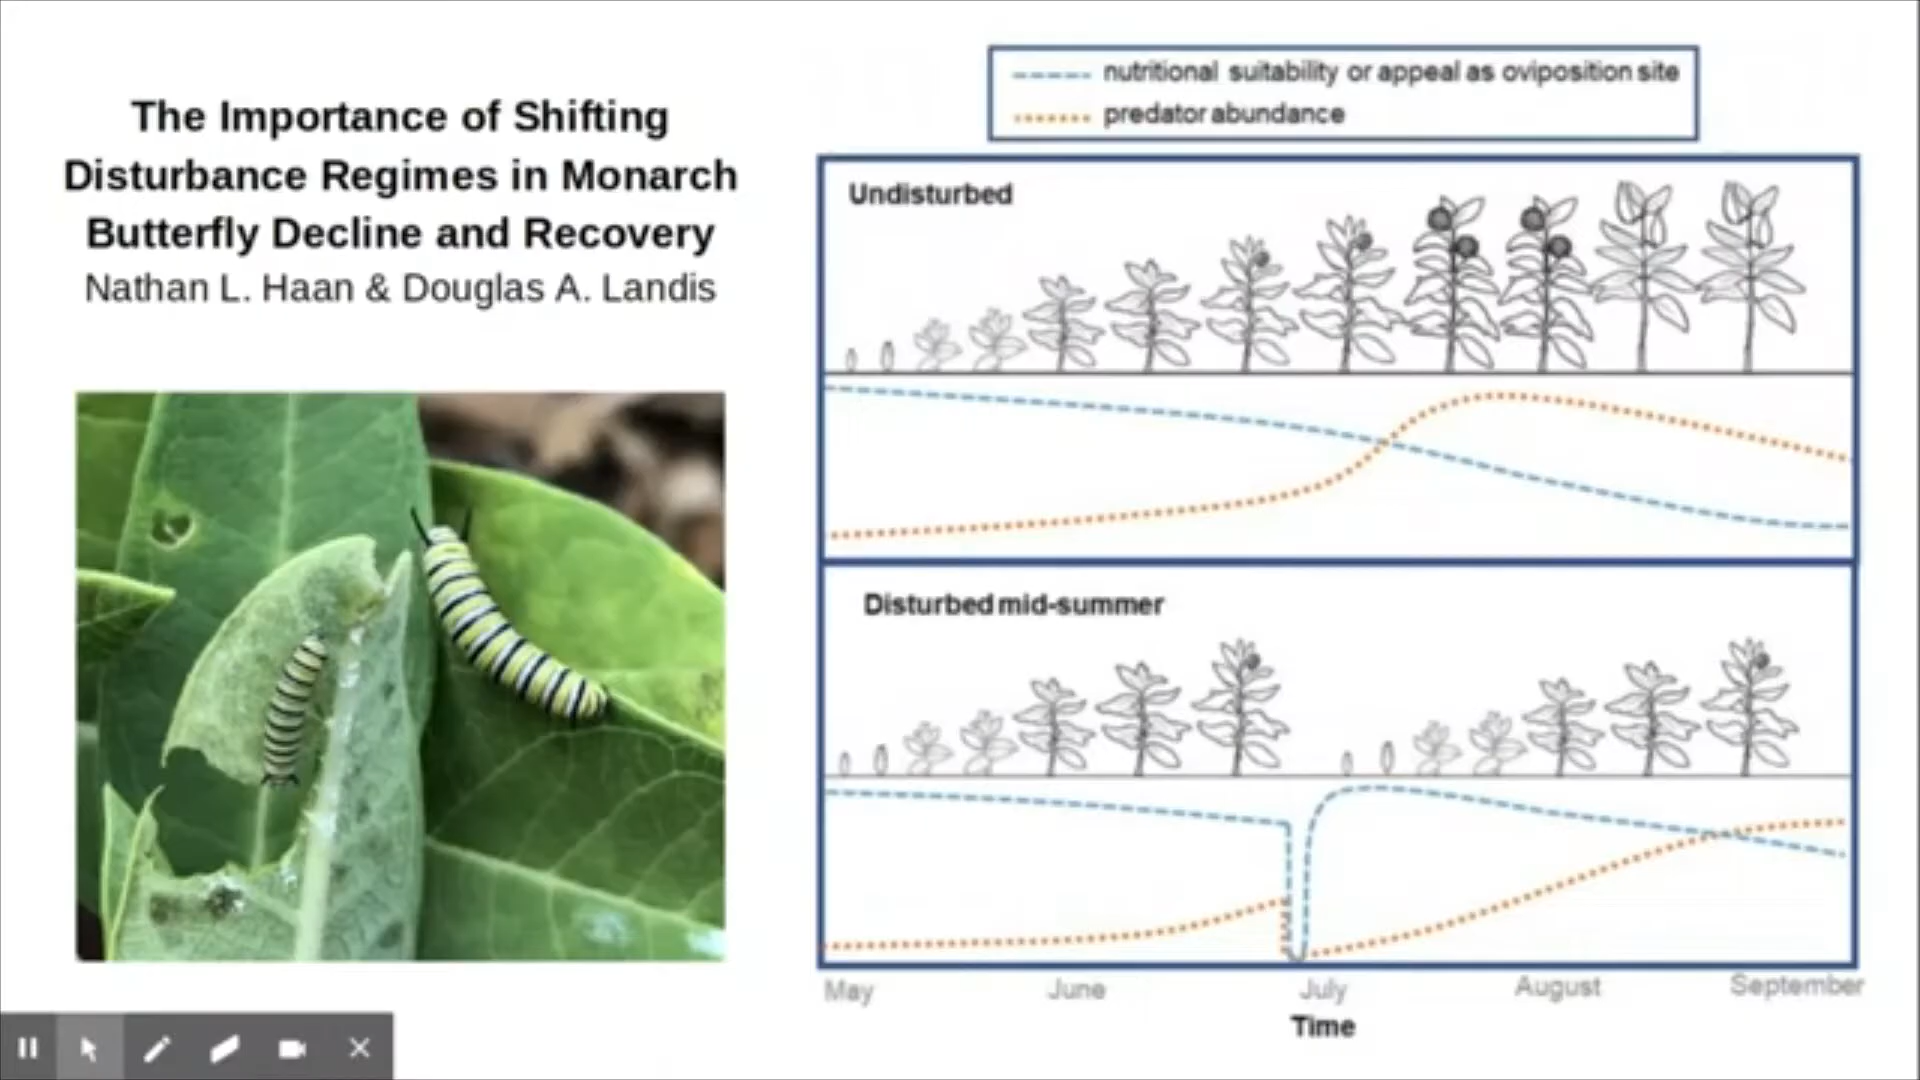 The Importance of Shifting
Disturbance Regimes in Monarch
Butterfly Decline and Recovery
Nathan L. Haan & Douglas A. Landis
nutritional suitability or appeal as oviposition site
predator abundance
Undisturbed
Disturbed mid-summer
May June July August September
Time